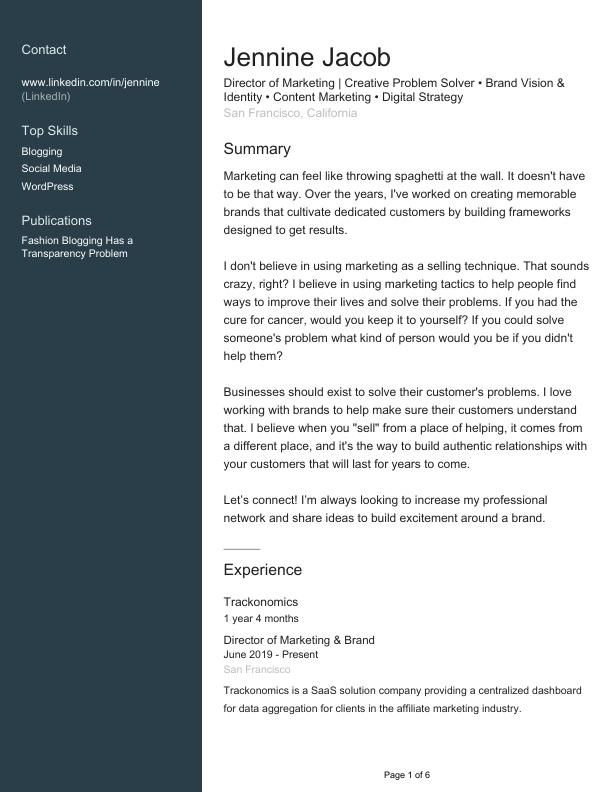 Contact
www.linkedin.com/in/jennine
(LinkedIn)
Top Skills
Blogging
Social Media
WordPress
Publications
Fashion Blogging Has a
Transparency Problem
Jennine Jacob
Director of Marketing | Creative Problem Solver • Brand Vision &
Identity • Content Marketing • Digital Strategy
San Francisco, California
Summary
Marketing can feel like throwing spaghetti at the wall. It doesn't have
to be that way. Over the years, I've worked on creating memorable
brands that cultivate dedicated customers by building frameworks
designed to get results.
I don't believe in using marketing as a selling technique. That sounds
crazy, right? I believe in using marketing tactics to help people find
ways to improve their lives and solve their problems. If you had the
cure for cancer, would you keep it to yourself? If you could solve
someone's problem what kind of person would you be if you didn't
help them?
Businesses should exist to solve their customer's problems. I love
working with brands to help make sure their customers understand
that. I believe when you "sell" from a place of helping, it comes from
a different place, and it's the way to build authentic relationships with
your customers that will last for years to come.
Let’s connect! I’m always looking to increase my professional
network and share ideas to build excitement around a brand.
Experience
Trackonomics
1 year 4 months
Director of Marketing & Brand
June 2019 - Present
San Francisco
Trackonomics is a SaaS solution company providing a centralized dashboard
for data aggregation for clients in the affiliate marketing industry.
Page 1 of 6